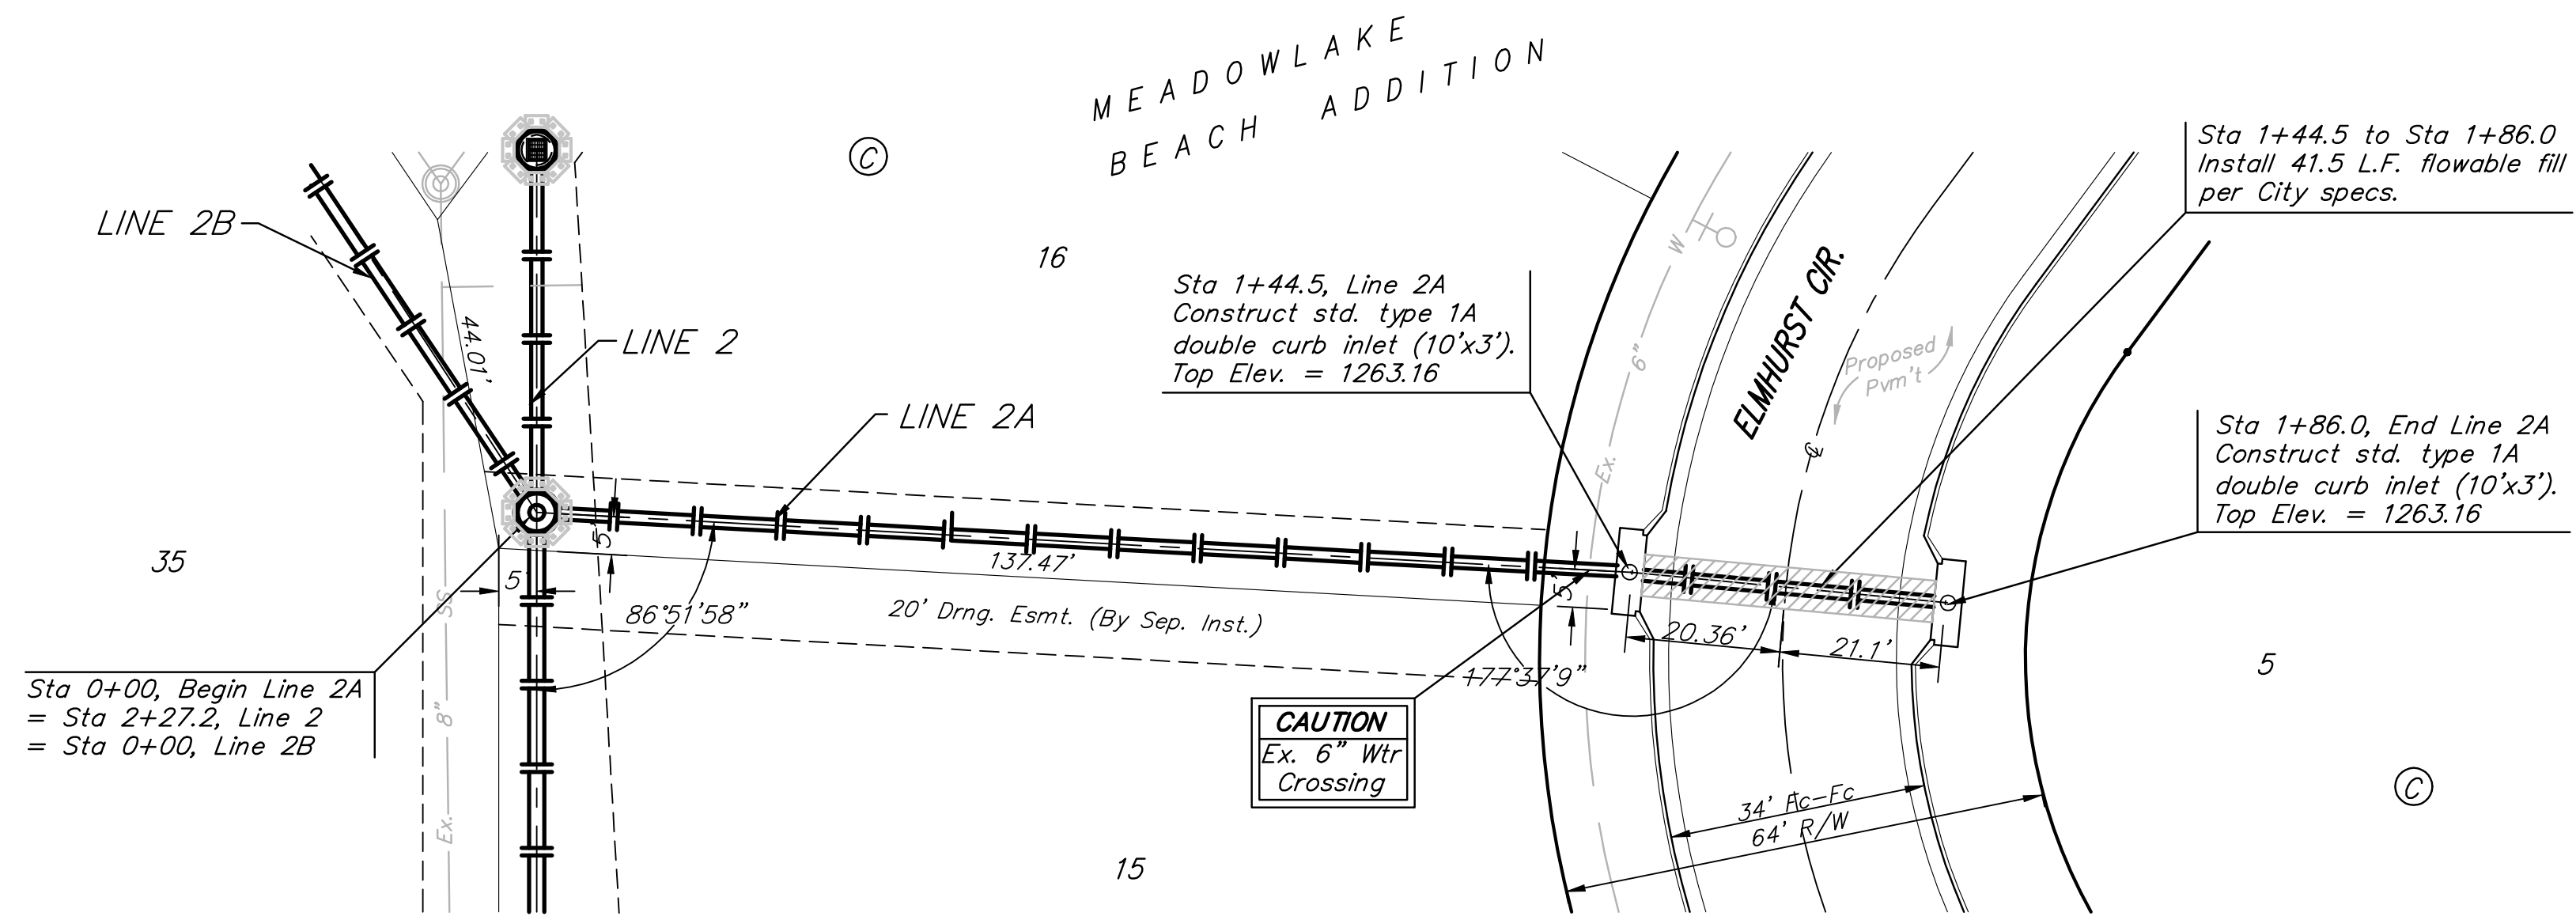 MEADOWLAKE
BEACH ADDITION
C
Sta 1+44.5 to Sta 1+86.0
Install 41.5 L.F. flowable fill
per City specs.
LINE 2B
16
W
6"
Ex.
ELMHURST CIR.
Sta 1+44.5, Line 2A
Construct std. type 1A
double curb inlet (10'x3').
Top Elev. = 1263.16
44.01'
LINE 2
Proposed
Pvm't
LINE 2A
℄
Sta 1+86.0, End Line 2A
Construct std. type 1A
double curb inlet (10'x3').
Top Elev. = 1263.16
35
5'
5'
137.47'
5'
86°51'58"
20' Drng. Esmt. (By Sep. Inst.)
20.36'
21.1'
177°37'9"
5
Sta 0+00, Begin Line 2A
= Sta 2+27.2, Line 2
= Sta 0+00, Line 2B
SS
8"
Ex.
CAUTION
Ex. 6" Wtr
Crossing
34' Fc-Fc
64' R/W
C
15